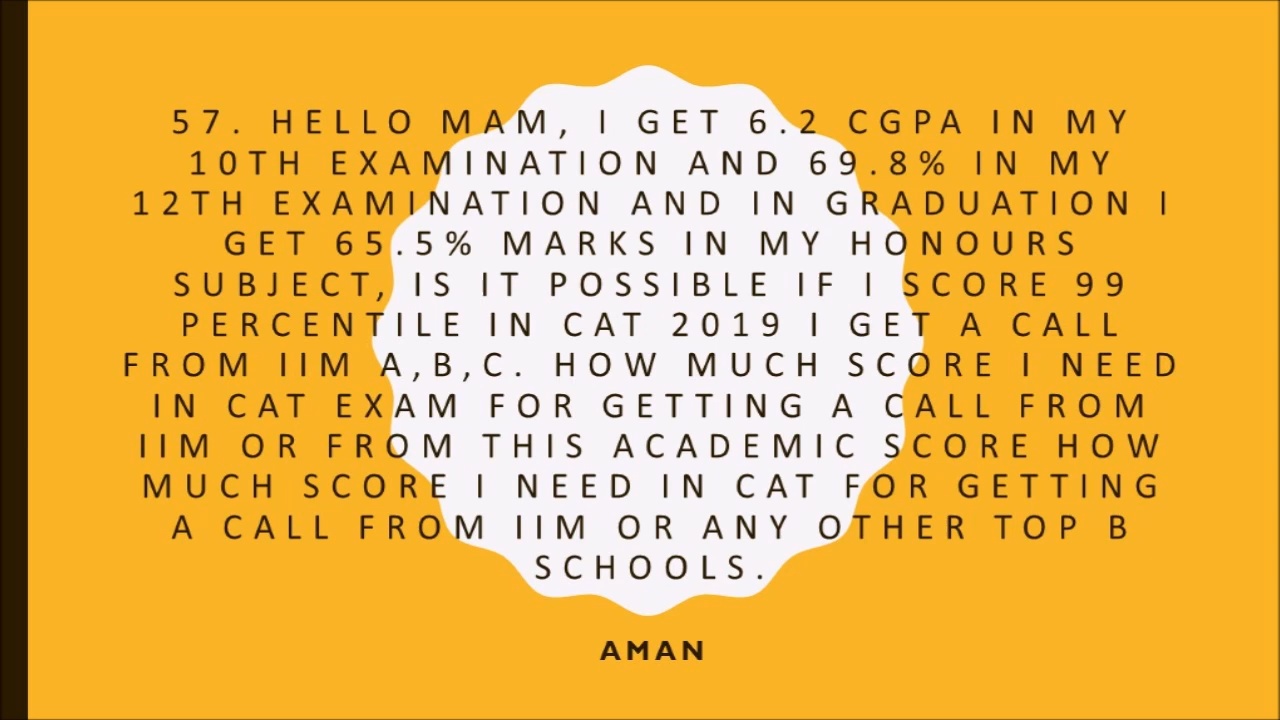 57. HELLO MAM, I GET 6.2 CGPA IN MY
10TH EXAMINATION AND 69.8% IN MY
12TH EXAMINATION AND IN GRADUATION I
GET 65.5% MARKS IN MY HONOURS
SUBJECT, IS IT POSSIBLE IF I SCORE 99
PERCENTILE IN CAT 2019 I GET A CALL
FROM IIM A,B,C. HOW MUCH SCORE I NEED
IN CAT EXAM FOR GETTING A CALL FROM
IIM OR FROM THIS ACADEMIC SCORE HOW
MUCH SCORE I NEED IN CAT FOR GETTING
A CALL FROM IIM OR ANY OTHER TOP B
SCHOOLS.
AMAN